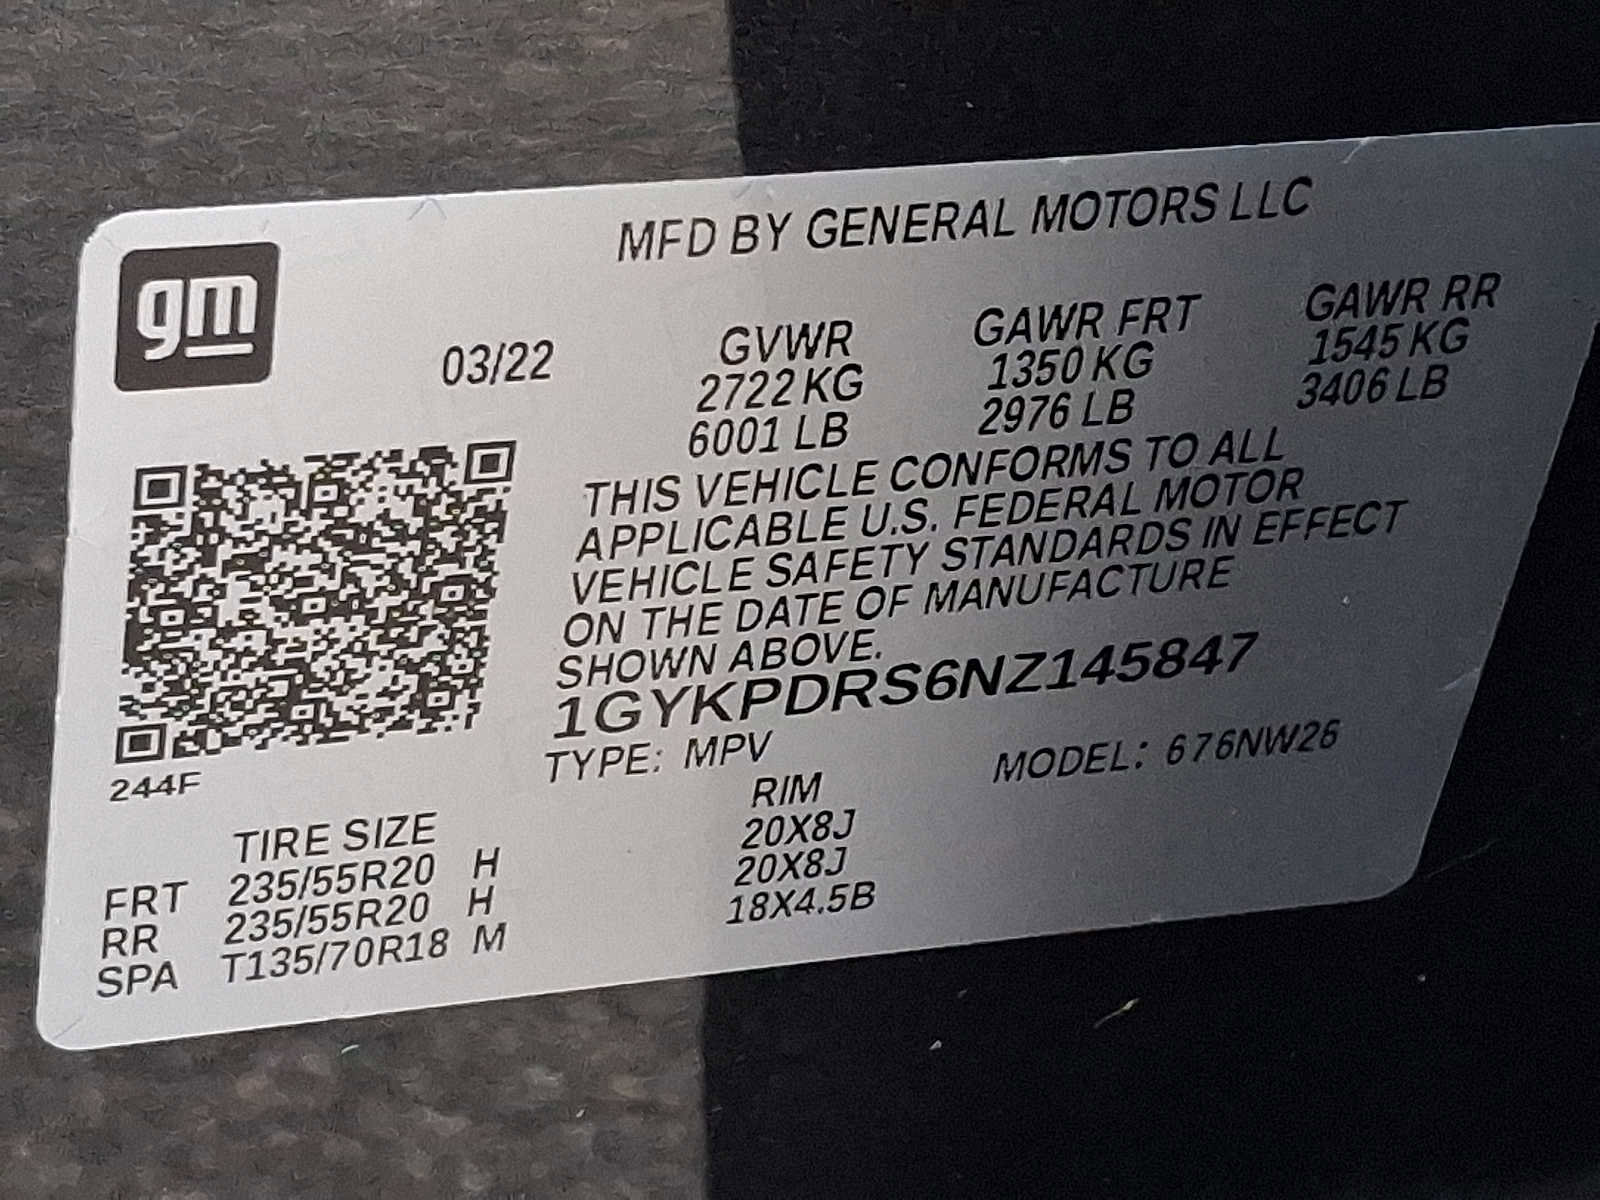 MFD BY GENERAL MOTORS LLC
gm
03/22 GVWR GAWR FRT GAWR RR
2722 KG 1350 KG 1545 KG
6001 LB 2976 LB 3406 LB
THIS VEHICLE CONFORMS TO ALL
APPLICABLE U.S. FEDERAL MOTOR
VEHICLE SAFETY STANDARDS IN EFFECT
ON THE DATE OF MANUFACTURE
SHOWN ABOVE.
1GYKPDRS6NZ145847
TYPE: MPV MODEL: 676NW26
244F
TIRE SIZE RIM
FRT 235/55R20 H 20X8J
RR 235/55R20 H 20X8J
SPA T135/70R18 M 18X4.5B